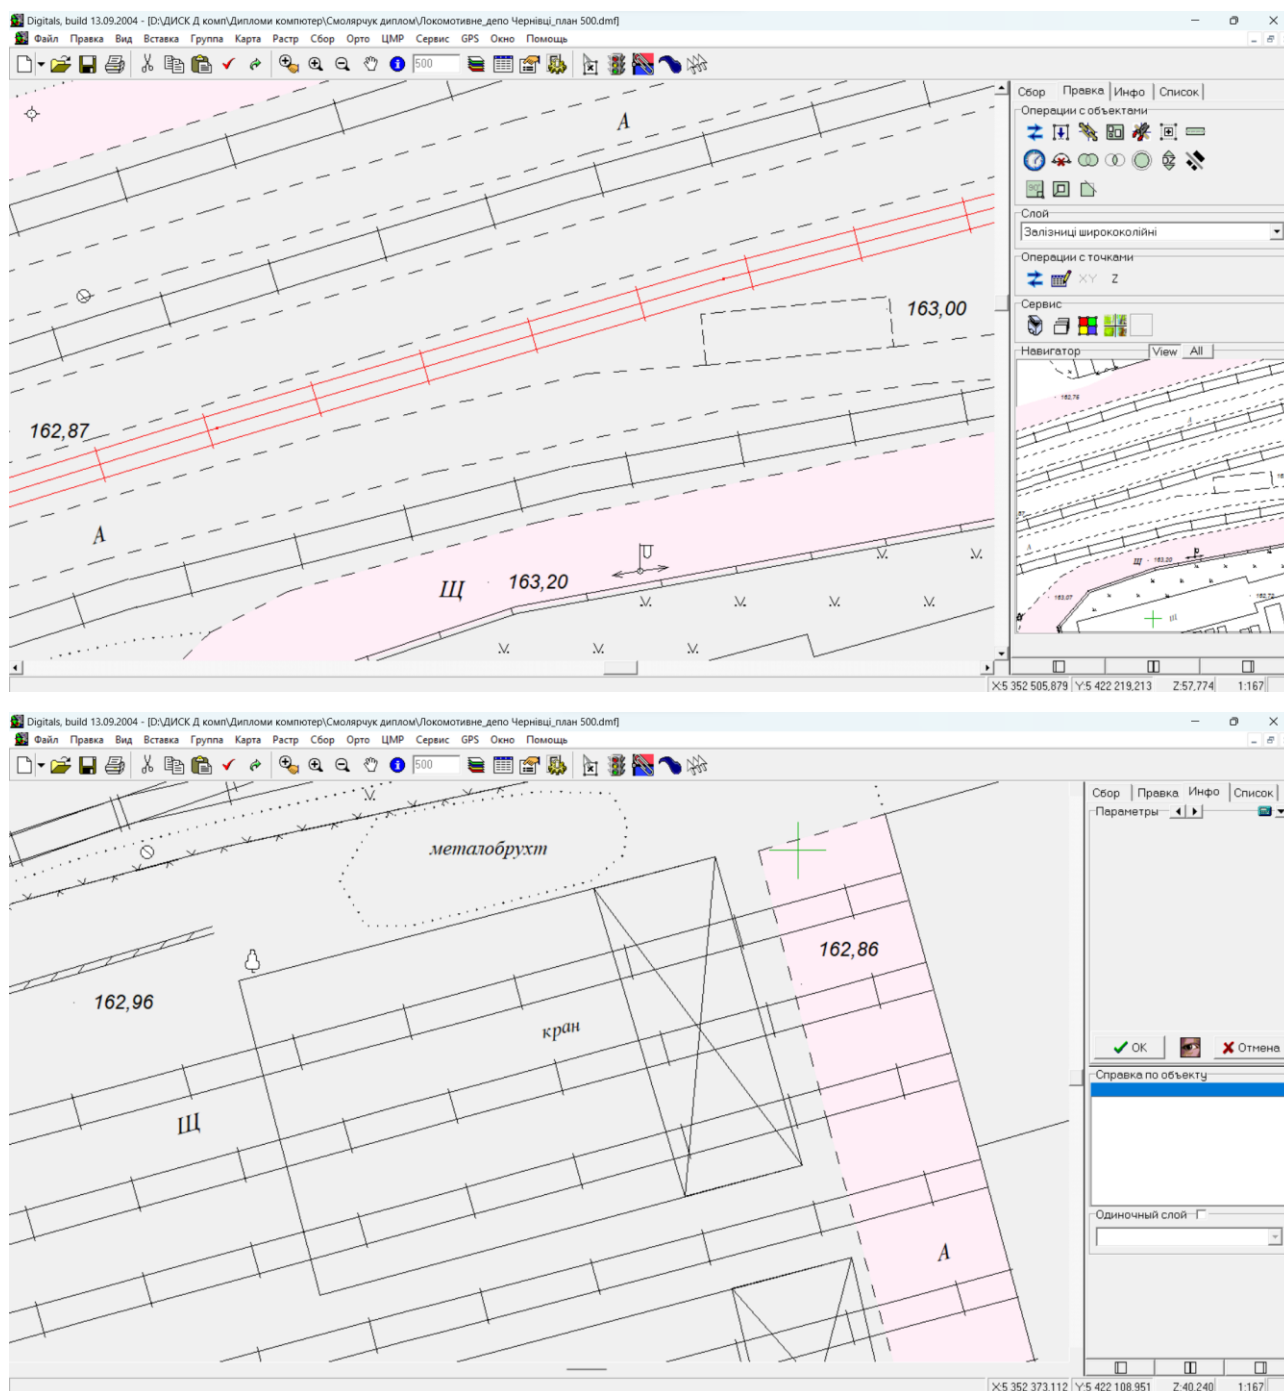 Digitals, build 13.09.2004 - [D:\ДИСК Д комп\Дипломи компютер\Смолярчук диплом\Локомотивне_депо Чернівці_план 500.dmf]
Файл Правка Вид Вставка Группа Карта Растр Сбор Орто ЦМР Сервис GPS Окно Помощь
500
Сбор Правка Инфо Список
Операции с объектами
А
Слой
Залізниці ширококолійні
Операции с точками
XY Z
Сервис
163,00
Навигатор View All
162,87
А
Щ 163,20
X:5 352 505,879 Y:5 422 219,213 Z:57,774 1:167
Digitals, build 13.09.2004 - [D:\ДИСК Д комп\Дипломи компютер\Смолярчук диплом\Локомотивне_депо Чернівці_план 500.dmf]
Файл Правка Вид Вставка Группа Карта Растр Сбор Орто ЦМР Сервис GPS Окно Помощь
500
Сбор Правка Инфо Список
Параметры
металобрухт
162,86
162,96
кран
OK Отмена
Справка по объекту
Щ
Одиночный слой
А
X:5 352 373,112 Y:5 422 108,951 Z:40,240 1:167